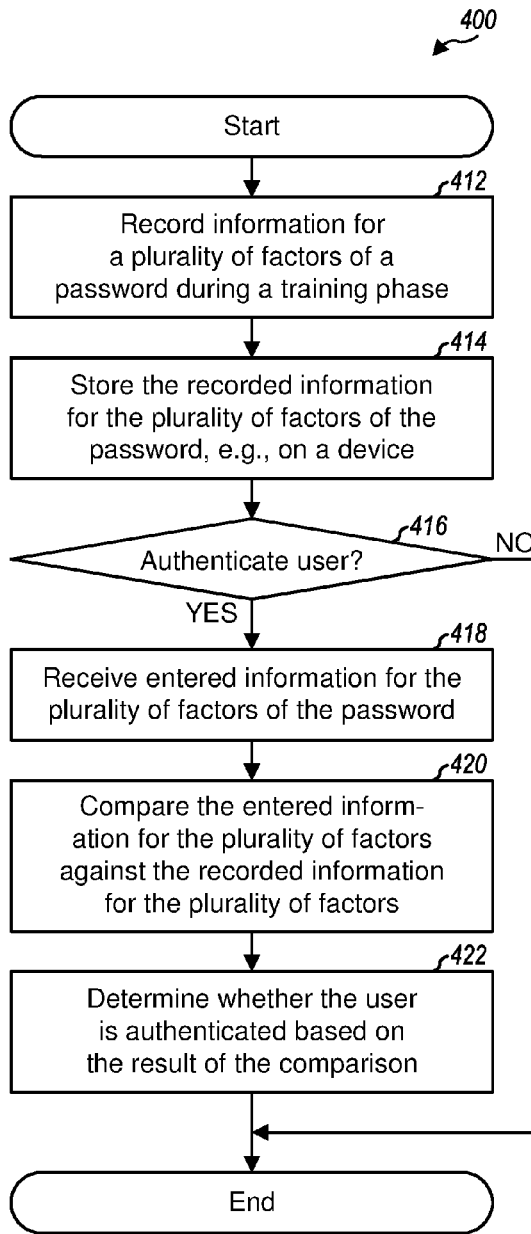 400
Start
412
Record information for
a plurality of factors of a
password during a training phase
414
Store the recorded information
for the plurality of factors of the
password, e.g., on a device
416
Authenticate user?
NO
YES
418
Receive entered information for the
plurality of factors of the password
420
Compare the entered inform-
ation for the plurality of factors
against the recorded information
for the plurality of factors
422
Determine whether the user
is authenticated based on
the result of the comparison
End